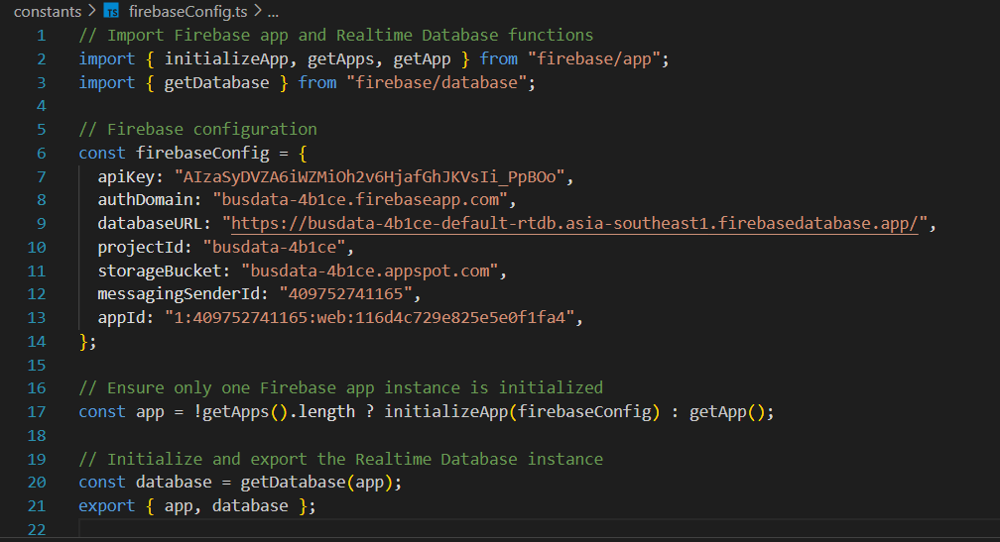 constants > TS firebaseConfig.ts > ...
1 // Import Firebase app and Realtime Database functions
2 import { initializeApp, getApps, getApp } from "firebase/app";
3 import { getDatabase } from "firebase/database";
4
5 // Firebase configuration
6 const firebaseConfig = {
7 apiKey: "AIzaSyDVZA6iWZMiOh2v6HjafGhJKVsIi_PpBOo",
8 authDomain: "busdata-4b1ce.firebaseapp.com",
9 databaseURL: "https://busdata-4b1ce-default-rtdb.asia-southeast1.firebasedatabase.app/",
10 projectId: "busdata-4b1ce",
11 storageBucket: "busdata-4b1ce.appspot.com",
12 messagingSenderId: "409752741165",
13 appId: "1:409752741165:web:116d4c729e825e5e0f1fa4",
14 };
15
16 // Ensure only one Firebase app instance is initialized
17 const app = !getApps().length ? initializeApp(firebaseConfig) : getApp();
18
19 // Initialize and export the Realtime Database instance
20 const database = getDatabase(app);
21 export { app, database };
22